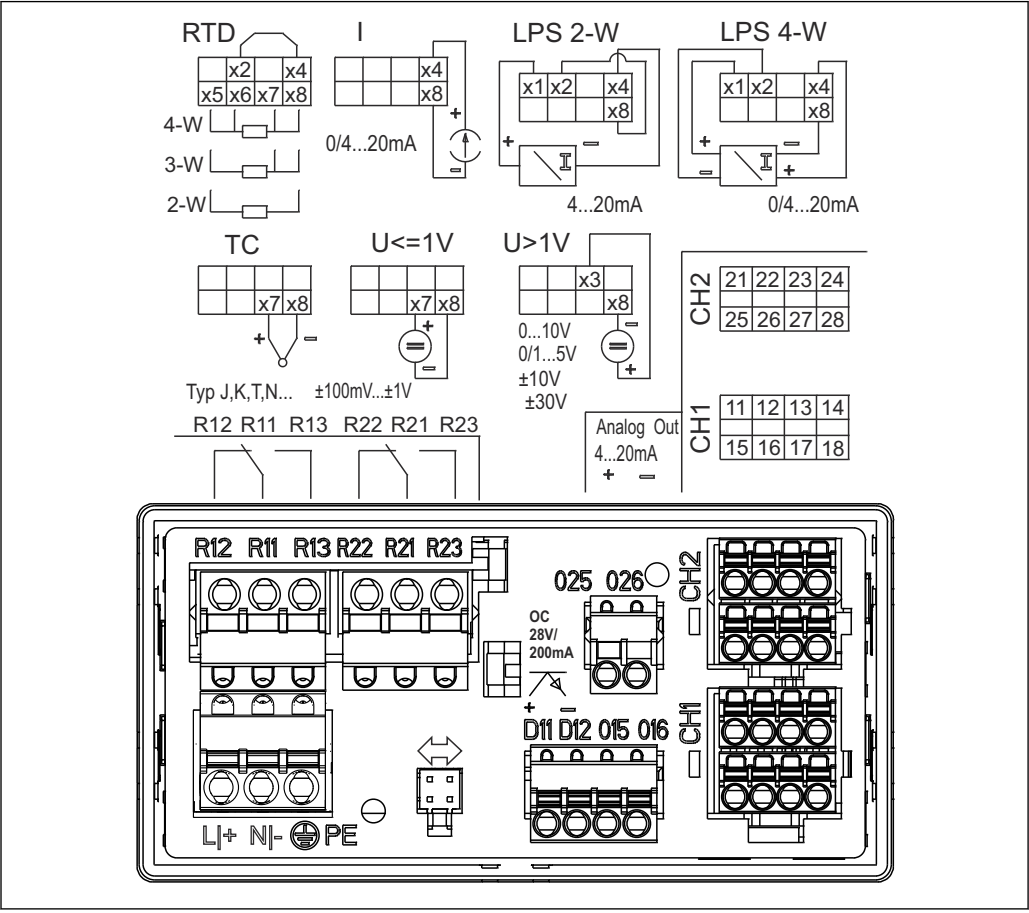 RTD I LPS 2-W LPS 4-W
x2 x4 x4 x1 x2 x4 x1 x2 x4
x5 x6 x7 x8 x8 x8 x8
4-W
3-W
2-W
0/4...20mA
+
−
+ −
I
4...20mA
+ −
I
− +
0/4...20mA
TC U<=1V U>1V
x7 x8
+ −
Typ J,K,T,N...
x7 x8
+
=
−
±100mV...±1V
x3
x8
0...10V
0/1...5V
±10V
±30V
−
=
+
CH2
21 22 23 24
25 26 27 28
CH1
11 12 13 14
15 16 17 18
R12 R11 R13 R22 R21 R23
Analog Out
4...20mA
+ −
R12 R11 R13 R22 R21 R23
O25 O26
CH2
OC
28V/
200mA
+ −
D11 D12 O15 O16
CH1
L|+ N|- PE